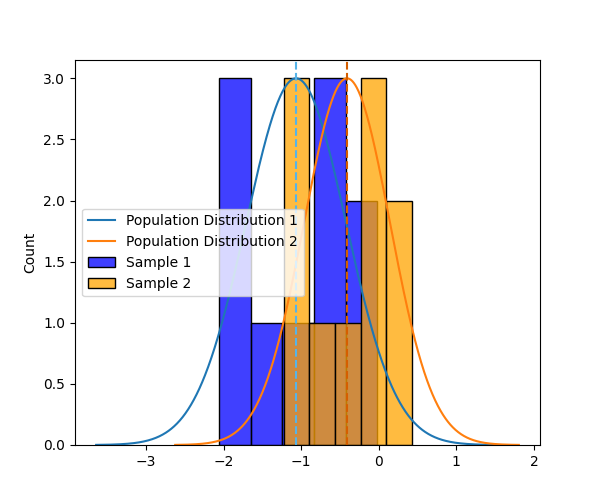 3.0
2.5
2.0
1.5
1.0
0.5
0.0
Count
Population Distribution 1
Population Distribution 2
Sample 1
Sample 2
−3 −2 −1 0 1 2